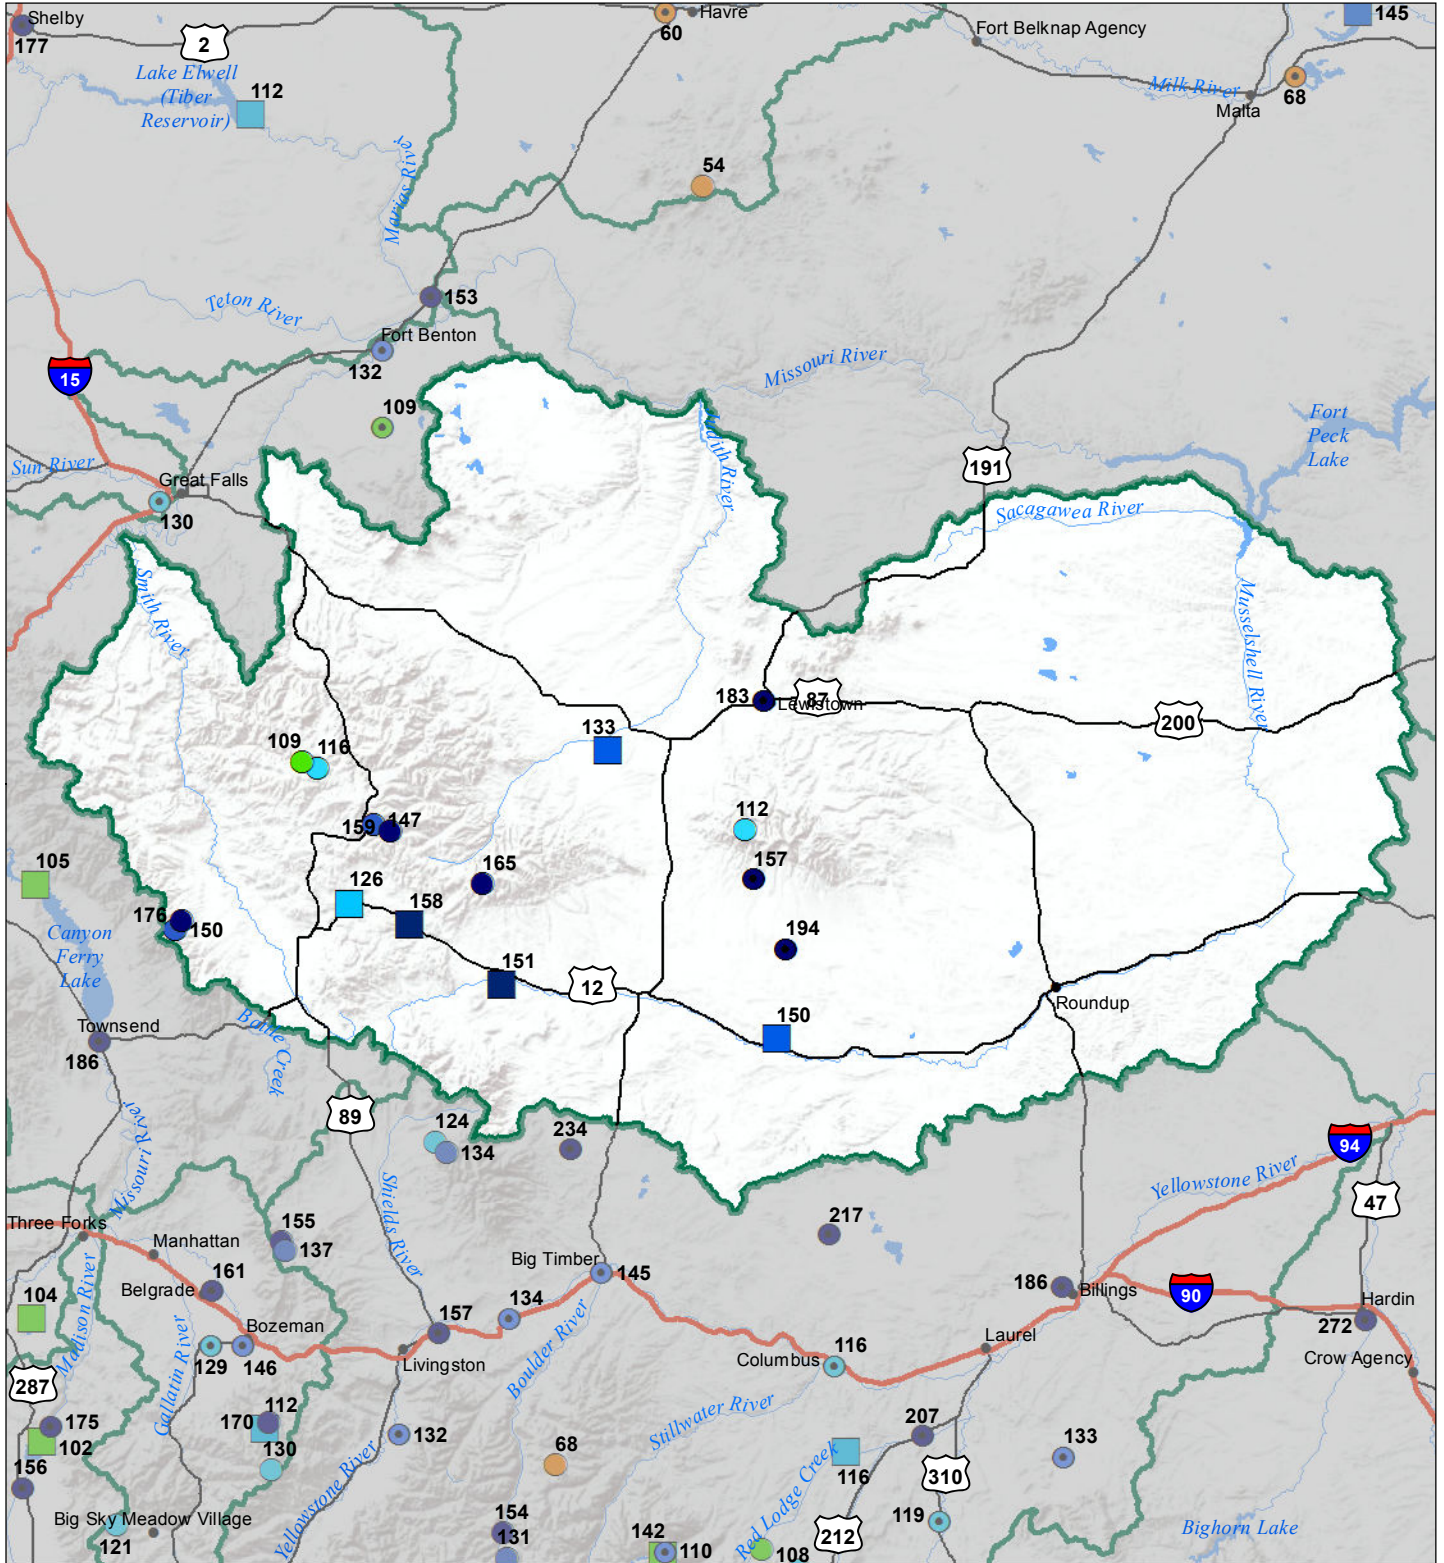 Shelby
177
2
60
Havre
Fort Belknap Agency
145
Lake Elwell
(Tiber
Reservoir)
112
Milk River
68
Malta
Marias River
54
153
Teton River
Fort Benton
132
15
109
Missouri River
Judith River
Fort
Peck
Lake
Sun River
Great Falls
130
191
Sacagawea River
Smith River
Musselshell River
183
87
Lewistown
133
200
109
116
159
147
112
157
165
105
126
158
176
150
194
Canyon
Ferry
Lake
151
12
Roundup
Battle Creek
150
Townsend
186
Missouri River
89
124
134
234
94
Yellowstone River
47
Shields River
Three Forks
155
137
Manhattan
217
Belgrade
161
Big Timber
145
186
Billings
90
Hardin
272
104
Madison River
Gallatin River
Bozeman
157
134
Boulder River
129
146
Livingston
Columbus
116
Laurel
Crow Agency
287
175
102
170
112
130
132
68
Stillwater River
207
133
156
Yellowstone River
116
310
Red Lodge Creek
Big Sky Meadow Village
121
154
131
142
110
108
212
119
Bighorn Lake